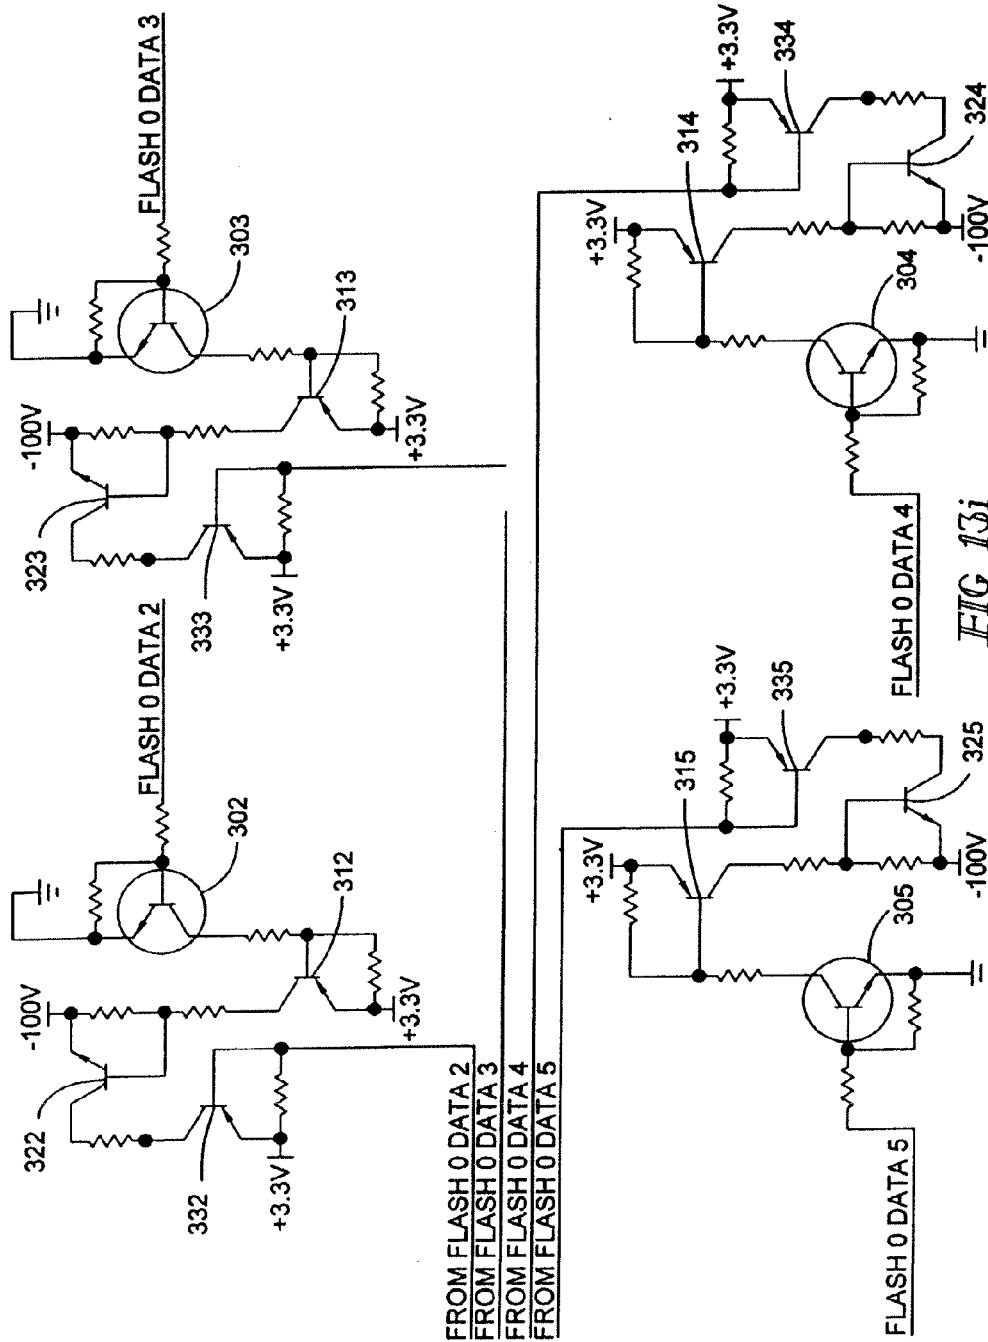 FLASH 0 DATA 2
302
312
322
332
-100V
+3.3V
+3.3V
FLASH 0 DATA 3
303
313
323
333
-100V
+3.3V
+3.3V
FROM FLASH 0 DATA 2
FROM FLASH 0 DATA 3
FROM FLASH 0 DATA 4
FROM FLASH 0 DATA 5
+3.3V
315
+3.3V
335
325
-100V
305
FLASH 0 DATA 5
+3.3V
314
+3.3V
334
324
-100V
304
FLASH 0 DATA 4
FIG 13i